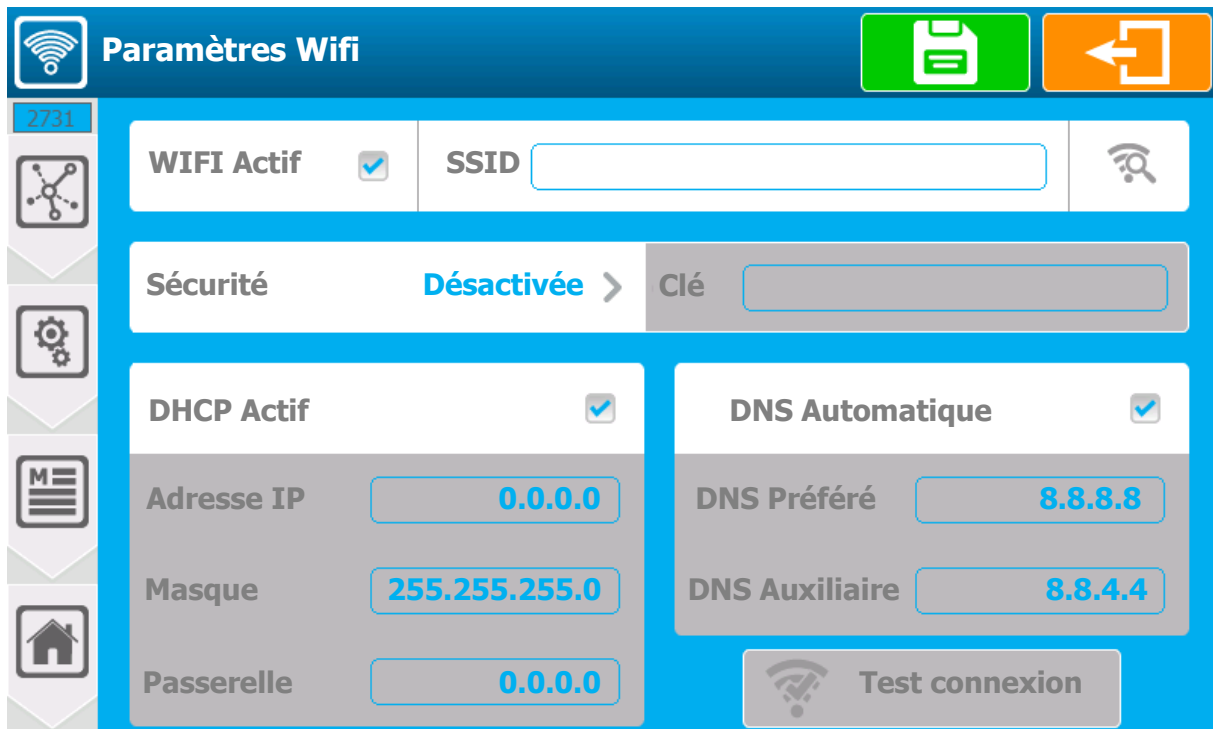 Paramètres Wifi
2731
WIFI Actif SSID
Sécurité Désactivée Clé
DHCP Actif DNS Automatique
M
Adresse IP 0.0.0.0 DNS Préféré 8.8.8.8
Masque 255.255.255.0 DNS Auxiliaire 8.8.4.4
Passerelle 0.0.0.0 Test connexion